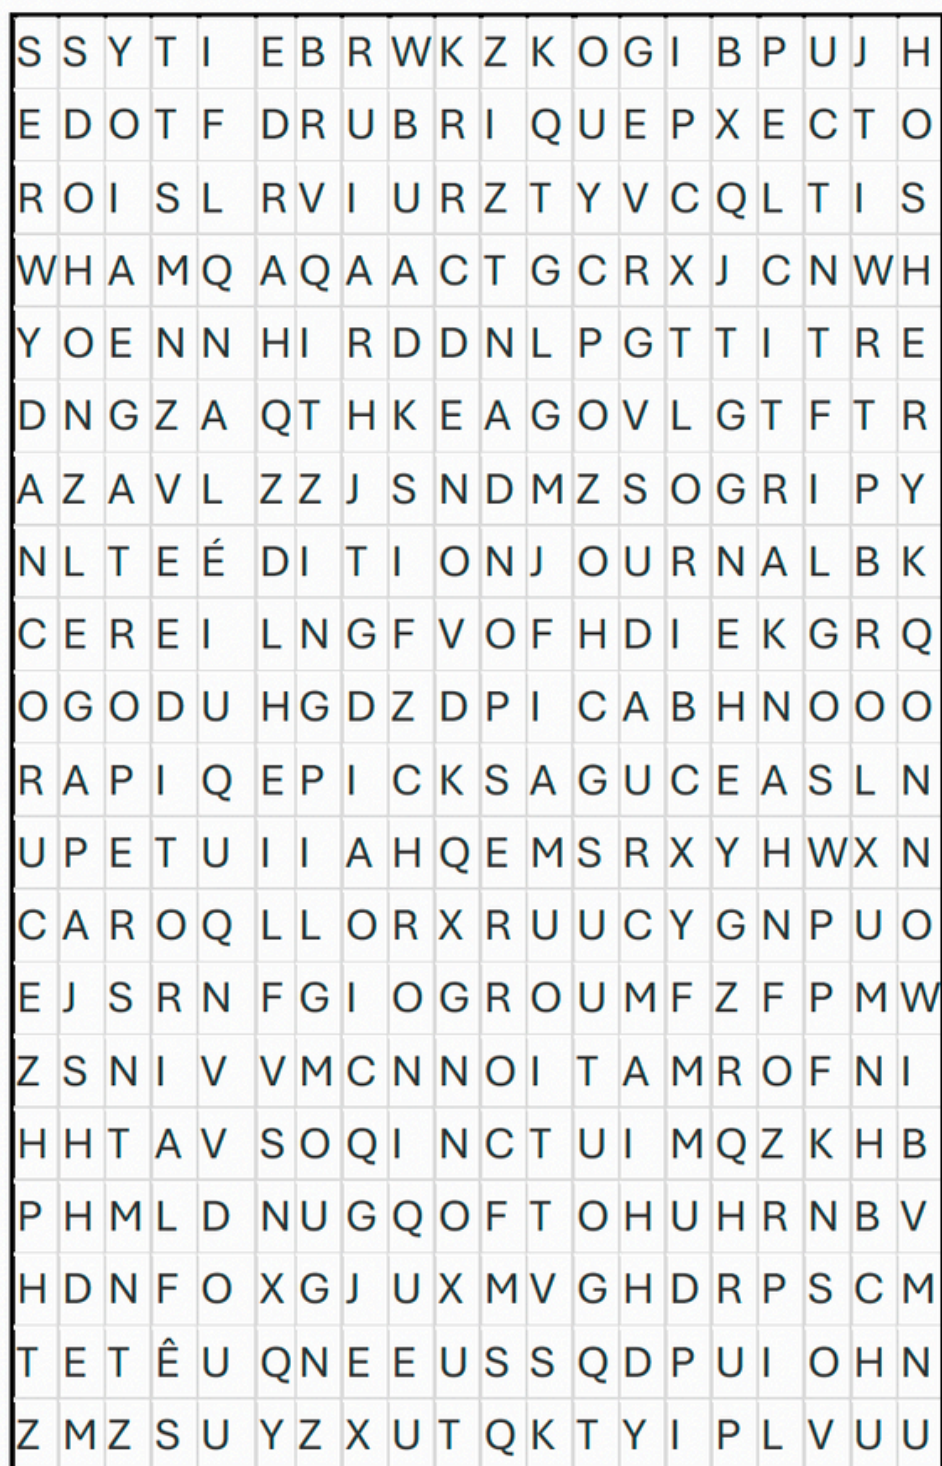 S S Y T I E B R W K Z K O G I B P U J H
E D O T F D R U B R I Q U E P X E C T O
R O I S L R V I U R Z T Y V C Q L T I S
W H A M Q A Q A A C T G C R X J C N W H
Y O E N N H I R D D N L P G T T I T R E
D N G Z A Q T H K E A G O V L G T F T R
A Z A V L Z Z J S N D M Z S O G R I P Y
N L T E É D I T I O N J O U R N A L B K
C E R E I L N G F V O F H D I E K G R Q
O G O D U H G D Z D P I C A B H N O O O
R A P I Q E P I C K S A G U C E A S L N
U P E T U I I A H Q E M S R X Y H W X N
C A R O Q L L O R X R U U C Y G N P U O
E J S R N F G I O G R O U M F Z F P M W
Z S N I V V M C N N O I T A M R O F N I
H H T A V S O Q I N C T U I M Q Z K H B
P H M L D N U G Q O F T O H U H R N B V
H D N F O X G J U X M V G H D R P S C M
T E T Ê U Q N E E U S S Q D P U I O H N
Z M Z S U Y Z X U T Q K T Y I P L V U U